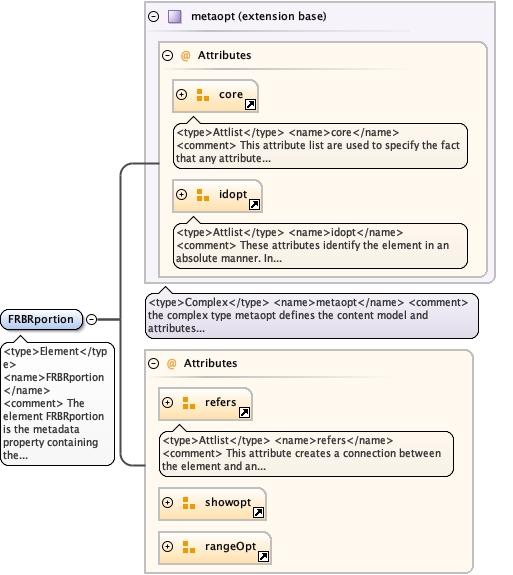 metaopt (extension base)
@ Attributes
core
<type>Attlist</type> <name>core</name>
<comment> This attribute list are used to specify the fact
that any attribute...
idopt
<type>Attlist</type> <name>idopt</name>
<comment> These attributes identify the element in an
absolute manner. In...
<type>Complex</type> <name>metaopt</name> <comment>
the complex type metaopt defines the content model and
attributes...
FRBRportion
<type>Element</typ
e>
<name>FRBRportion
</name>
<comment> The
element FRBRportion
is the metadata
property containing
the...
@ Attributes
refers
<type>Attlist</type> <name>refers</name>
<comment> This attribute creates a connection between
the element and an...
showopt
rangeOpt